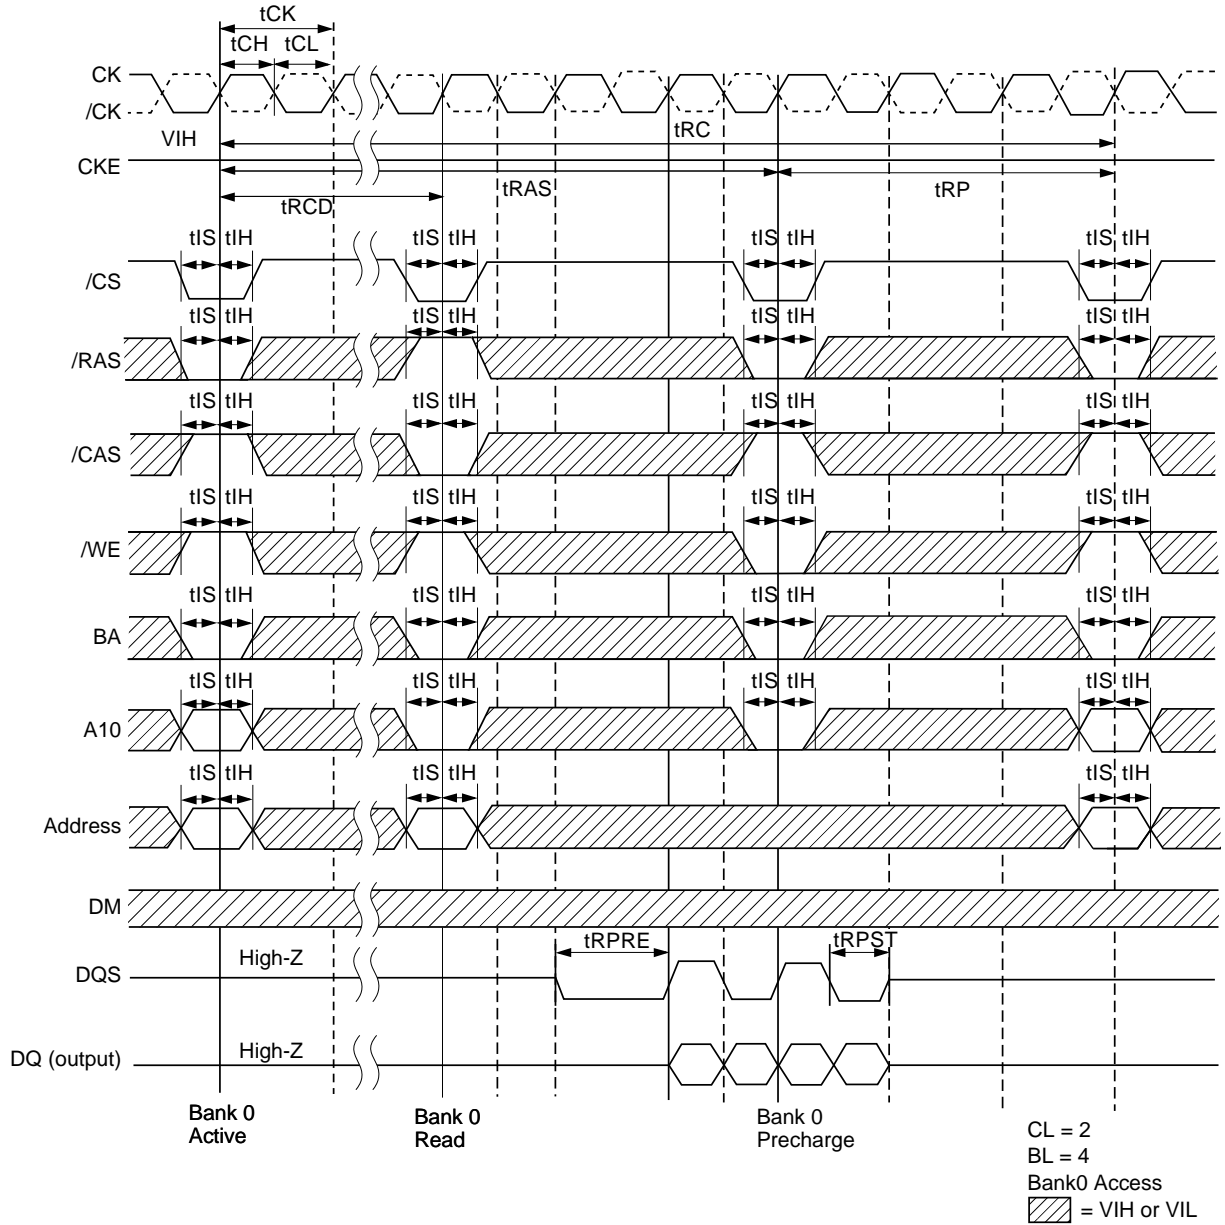 tCK
tCH tCL
CK
/CK
VIH
tRC
CKE
tRAS
tRP
tRCD
tIS tIH tIS tIH tIS tIH tIS tIH
/CS
tIS tIH tIS tIH tIS tIH tIS tIH
/RAS
tIS tIH tIS tIH tIS tIH tIS tIH
/CAS
tIS tIH tIS tIH tIS tIH tIS tIH
/WE
tIS tIH tIS tIH tIS tIH tIS tIH
BA
tIS tIH tIS tIH tIS tIH tIS tIH
A10
tIS tIH tIS tIH tIS tIH
Address
DM
tRPRE tRPST
High-Z
DQS
High-Z
DQ (output)
Bank 0 Bank 0 Bank 0
Active Read Precharge
CL = 2
BL = 4
Bank0 Access
= VIH or VIL